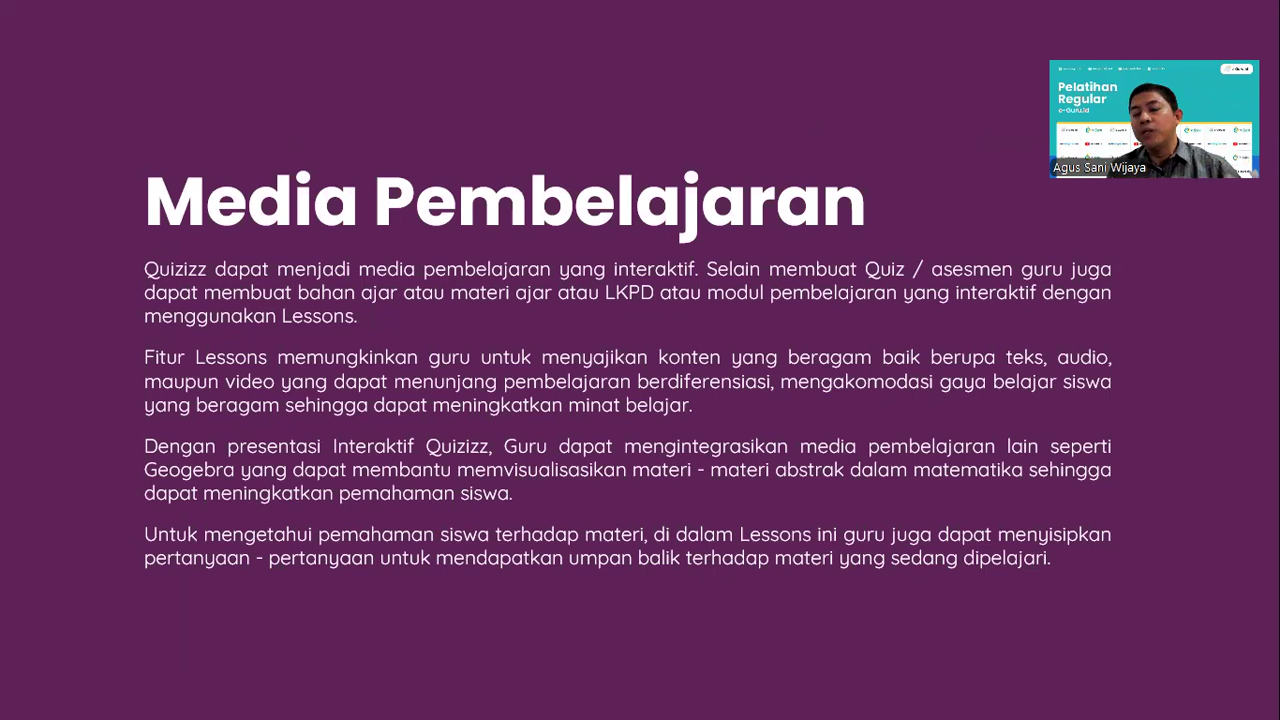 Pelatihan
Regular
e-Guru.id
Agus Sani Wijaya
Media Pembelajaran
Quizizz dapat menjadi media pembelajaran yang interaktif. Selain membuat Quiz / asesmen guru juga
dapat membuat bahan ajar atau materi ajar atau LKPD atau modul pembelajaran yang interaktif dengan
menggunakan Lessons.
Fitur Lessons memungkinkan guru untuk menyajikan konten yang beragam baik berupa teks, audio,
maupun video yang dapat menunjang pembelajaran berdiferensiasi, mengakomodasi gaya belajar siswa
yang beragam sehingga dapat meningkatkan minat belajar.
Dengan presentasi Interaktif Quizizz, Guru dapat mengintegrasikan media pembelajaran lain seperti
Geogebra yang dapat membantu memvisualisasikan materi - materi abstrak dalam matematika sehingga
dapat meningkatkan pemahaman siswa.
Untuk mengetahui pemahaman siswa terhadap materi, di dalam Lessons ini guru juga dapat menyisipkan
pertanyaan - pertanyaan untuk mendapatkan umpan balik terhadap materi yang sedang dipelajari.